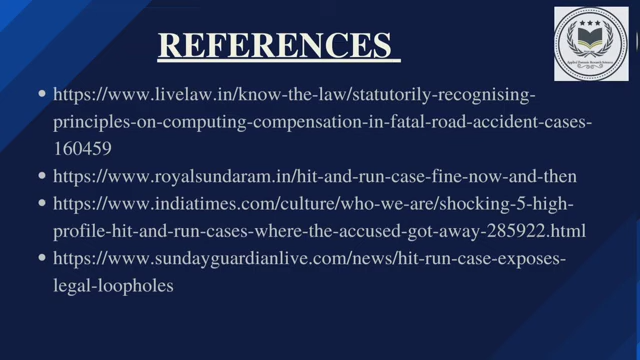 REFERENCES
https://www.livelaw.in/know-the-law/statutorily-recognising-
principles-on-computing-compensation-in-fatal-road-accident-cases-
160459
https://www.royalsundaram.in/hit-and-run-case-fine-now-and-then
https://www.indiatimes.com/culture/who-we-are/shocking-5-high-
profile-hit-and-run-cases-where-the-accused-got-away-285922.html
https://www.sundayguardianlive.com/news/hit-run-case-exposes-
legal-loopholes